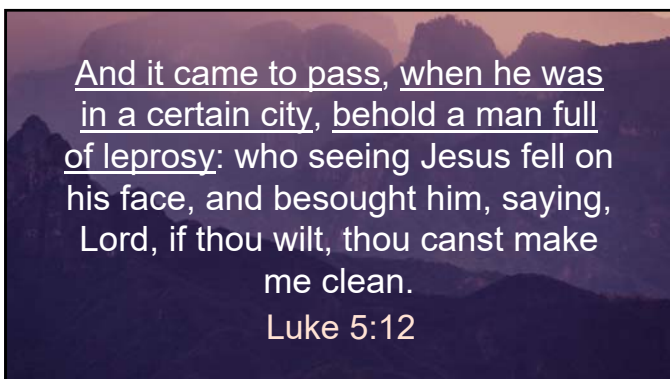 And it came to pass, when he was
in a certain city, behold a man full
of leprosy: who seeing Jesus fell on
his face, and besought him, saying,
Lord, if thou wilt, thou canst make
me clean.
Luke 5:12